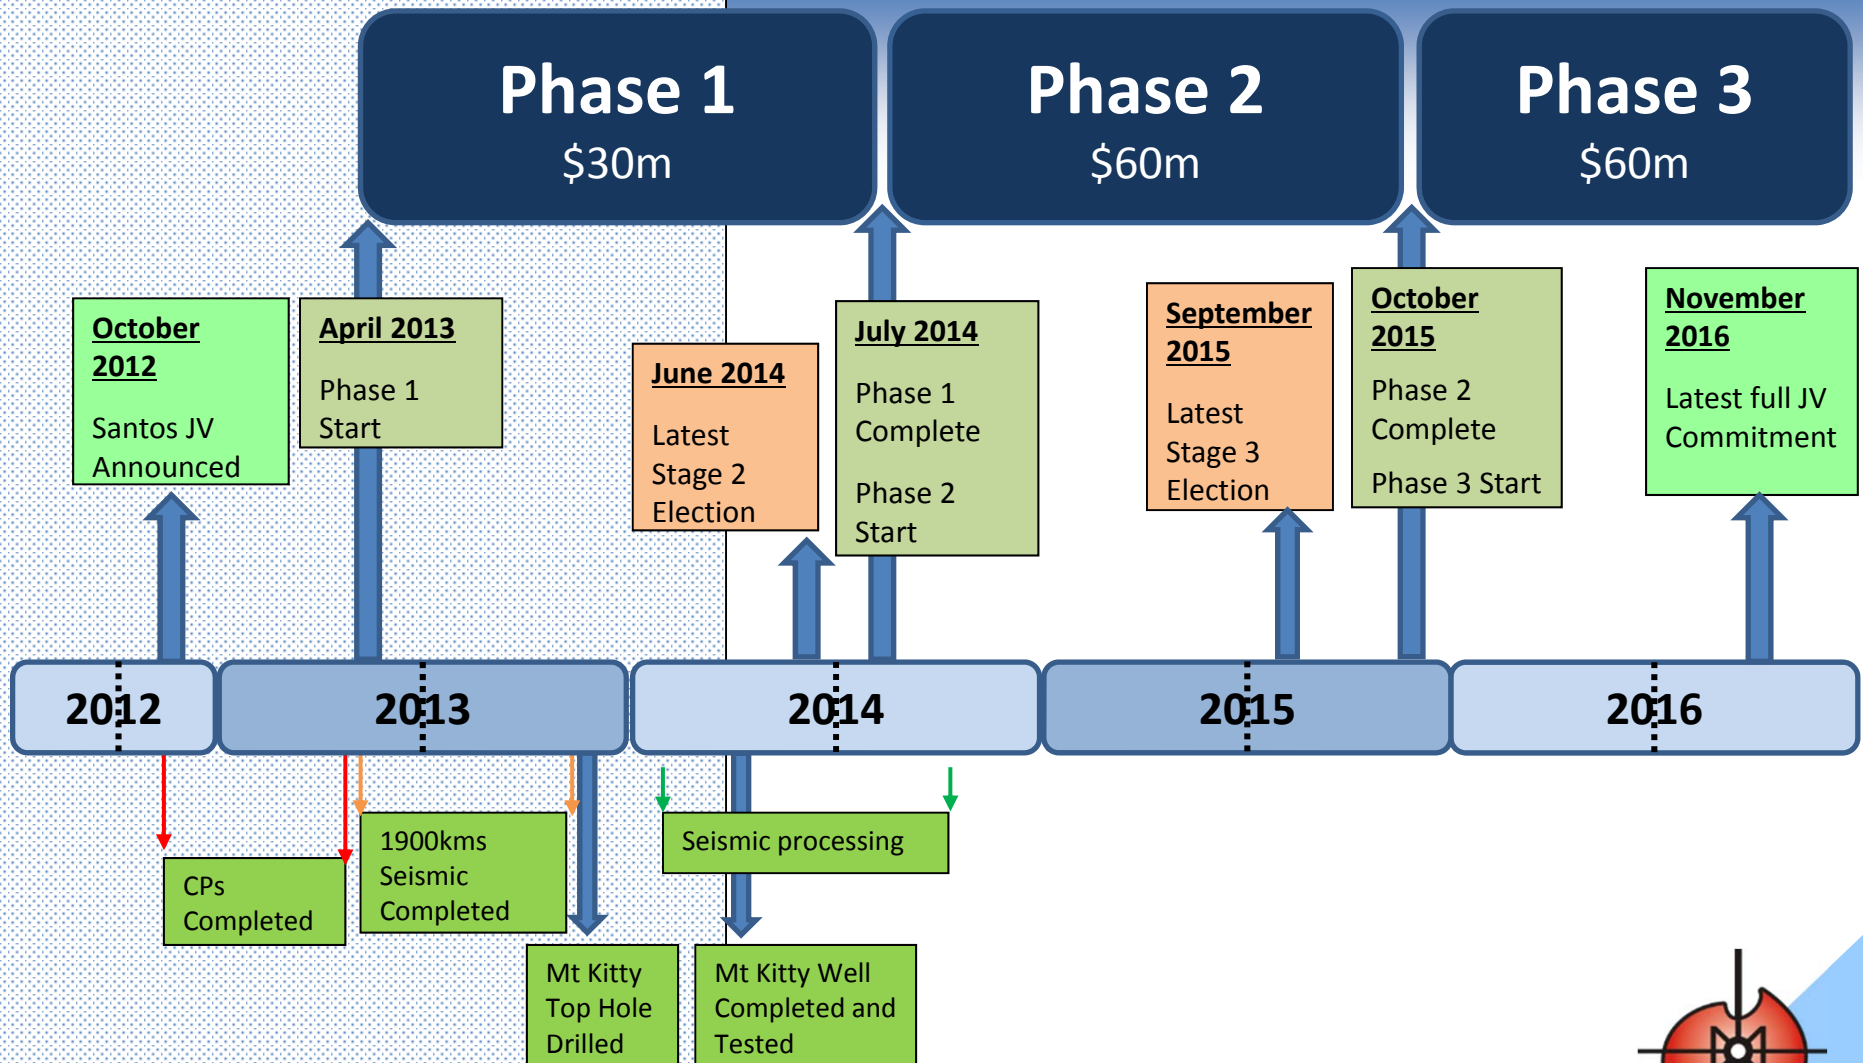 Phase 1
$30m
Phase 2
$60m
Phase 3
$60m
October
2012
Santos JV
Announced
April 2013
Phase 1
Start
June 2014
Latest
Stage 2
Election
July 2014
Phase 1
Complete
Phase 2
Start
September
2015
Latest
Stage 3
Election
October
2015
Phase 2
Complete
Phase 3 Start
November
2016
Latest full JV
Commitment
2012
2013
2014
2015
2016
CPs
Completed
1900kms
Seismic
Completed
Seismic processing
Mt Kitty
Top Hole
Drilled
Mt Kitty Well
Completed and
Tested